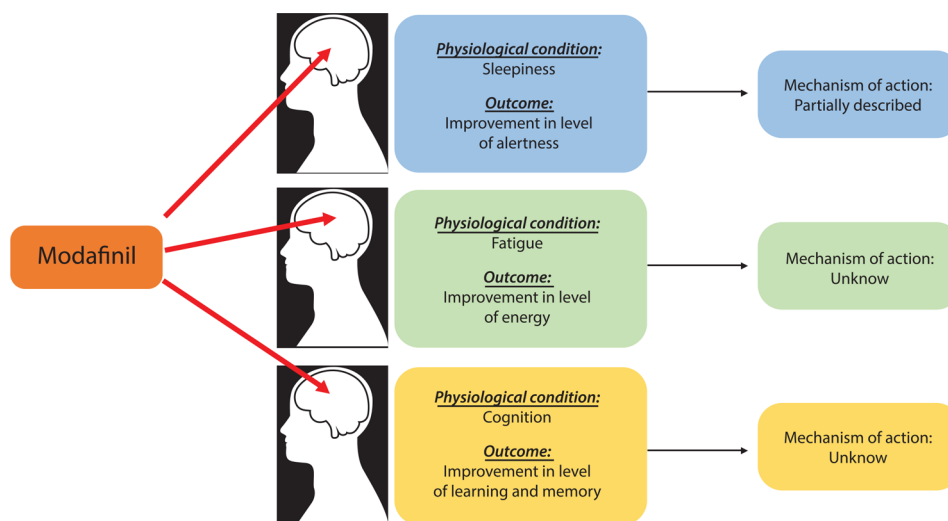 Modafinil
Physiological condition:
Sleepiness
Outcome:
Improvement in level
of alertness
Mechanism of action:
Partially described
Physiological condition:
Fatigue
Outcome:
Improvement in level
of energy
Mechanism of action:
Unknow
Physiological condition:
Cognition
Outcome:
Improvement in level
of learning and memory
Mechanism of action:
Unknow